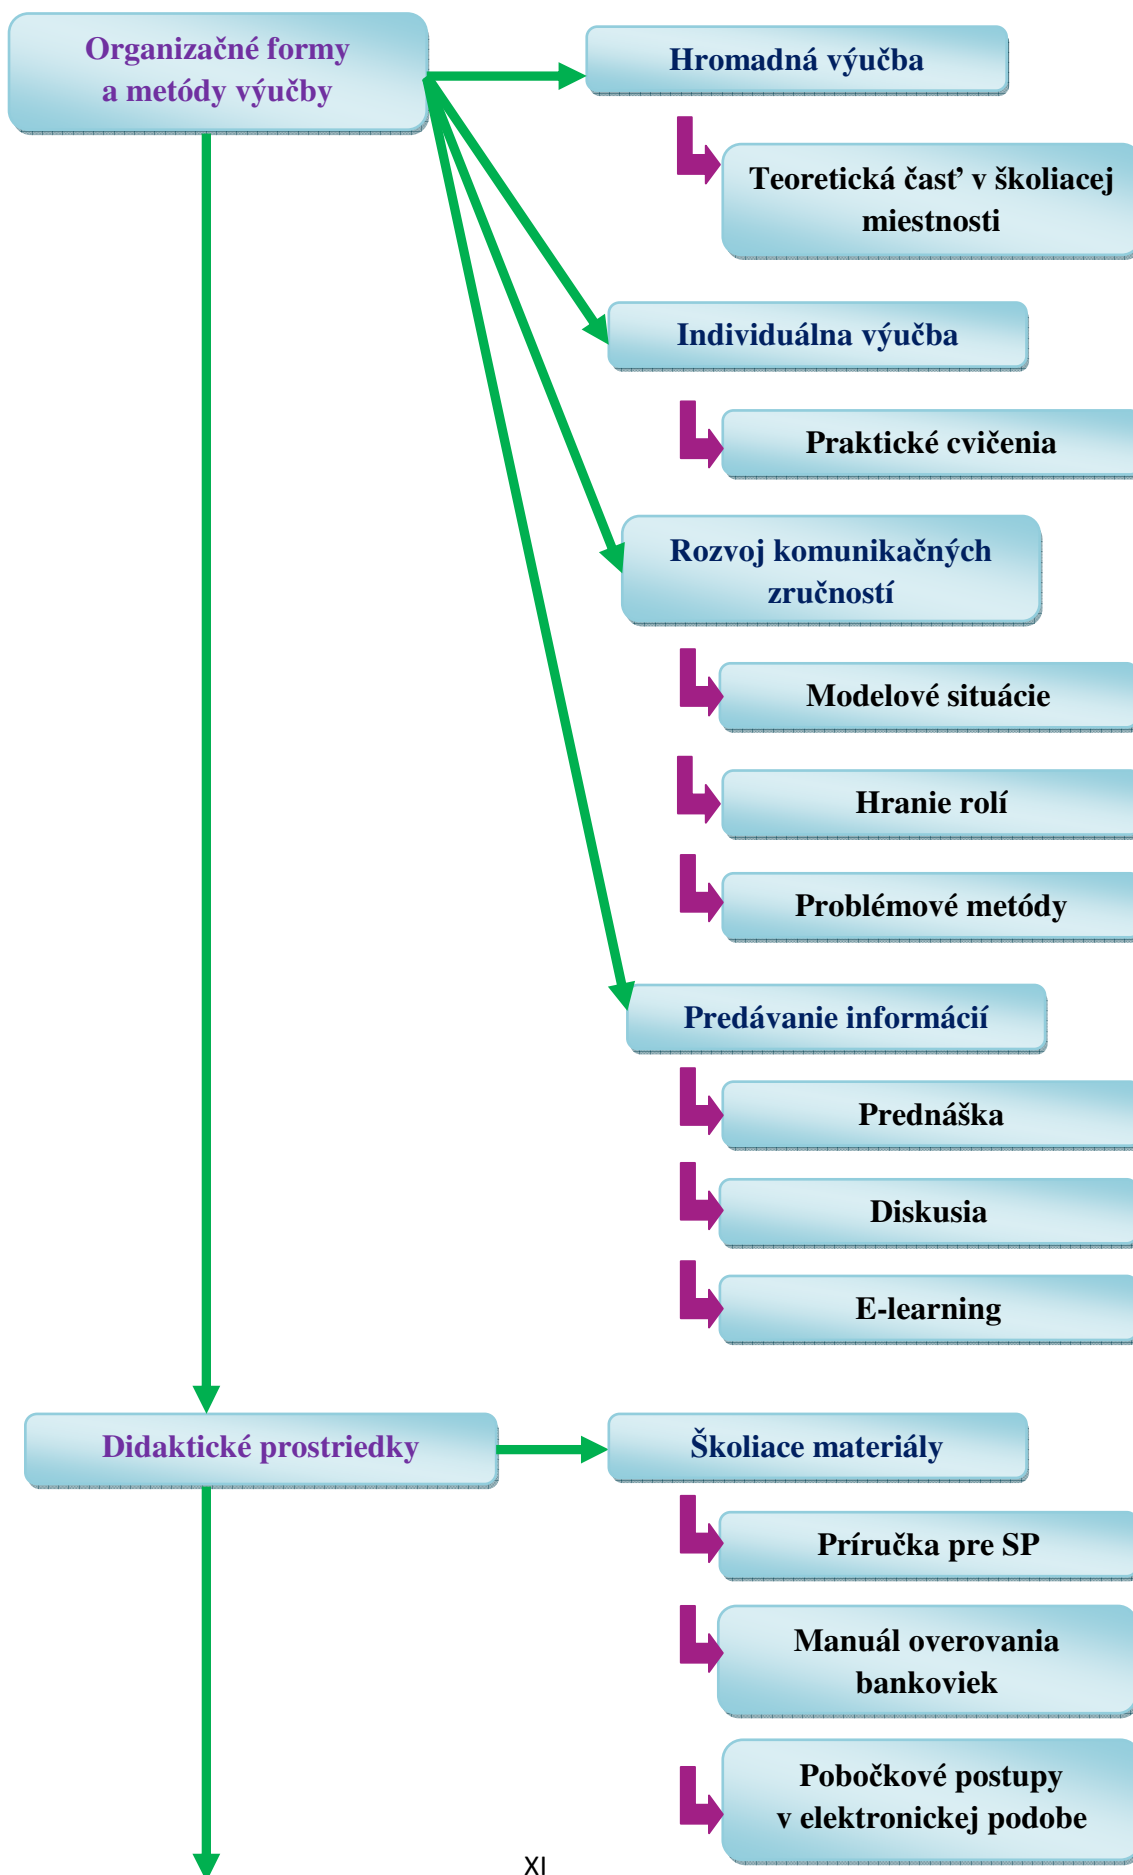 Organizačné formy
a metódy výučby
Hromadná výučba
Teoretická časť v školiacej
miestnosti
Individuálna výučba
Praktické cvičenia
Rozvoj komunikačných
zručností
Modelové situácie
Hranie rolí
Problémové metódy
Predávanie informácií
Prednáška
Diskusia
E-learning
Didaktické prostriedky
Školiace materiály
Príručka pre SP
Manuál overovania
bankoviek
Pobočkové postupy
v elektronickej podobe
XI